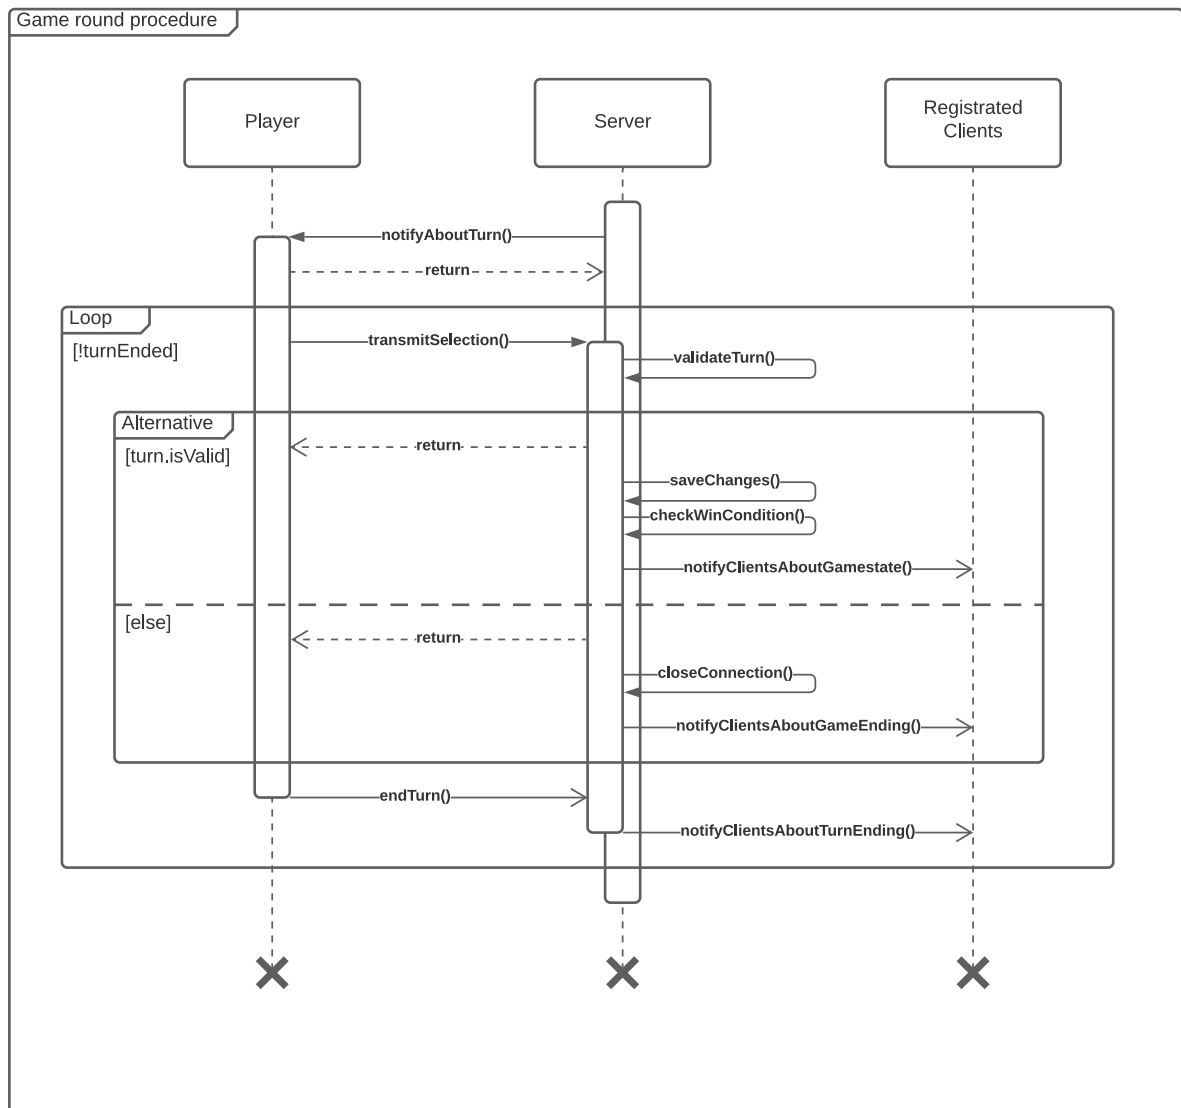 Game round procedure
Player
Server
Registrated
Clients
notifyAboutTurn()
return
Loop
[!turnEnded]
transmitSelection()
validateTurn()
Alternative
[turn.isValid]
return
saveChanges()
checkWinCondition()
notifyClientsAboutGamestate()
[else]
return
closeConnection()
notifyClientsAboutGameEnding()
endTurn()
notifyClientsAboutTurnEnding()